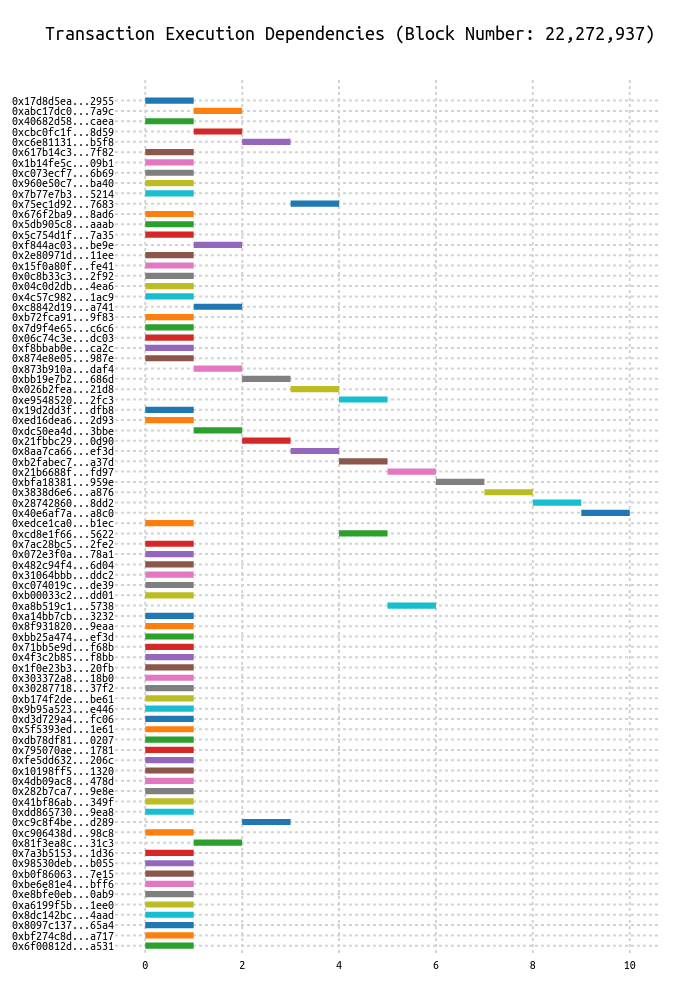 Transaction Execution Dependencies (Block Number: 22,272,937)
0x17d8d5ea...2955
0xabc17dc0...7a9c
0x40682d58...caea
0xcbc0fc1f...8d59
0xc6e81131...b5f8
0x617b14c3...7f82
0x1b14fe5c...09b1
0xc073ecf7...6b69
0x960e50c7...ba40
0x7b77e7b3...5214
0x75ec1d92...7683
0x676f2ba9...8ad6
0x5db905c8...aaab
0x5c754d1f...7a35
0xf844ac03...be9e
0x2e80971d...11ee
0x15f0a80f...fe41
0x0c8b33c3...2f92
0x04c0d2db...4ea6
0x4c57c982...1ac9
0xc8842d19...a741
0xb72fca91...9f83
0x7d9f4e65...c6c6
0x06c74c3e...dc03
0xf8bbab0e...ca2c
0x874e8e05...987e
0x873b910a...daf4
0xbb19e7b2...686d
0x026b2fea...21d8
0xe9548520...2fc3
0x19d2dd3f...dfb8
0xed16dea6...2d93
0xdc50ea4d...3bbe
0x21fbbc29...0d90
0x8aa7ca66...ef3d
0xb2fabec7...a37d
0x21b6688f...fd97
0xbfa18381...959e
0x3838d6e6...a876
0x28742860...8dd2
0x40e6af7a...a8c0
0xedce1ca0...b1ec
0xcd8e1f66...5622
0x7ac28bc5...2fe2
0x072e3f0a...78a1
0x482c94f4...6d04
0x31064bbb...ddc2
0xc074019c...de39
0xb00033c2...dd01
0xa8b519c1...5738
0xa14bb7cb...3232
0x8f931820...9eaa
0xbb25a474...ef3d
0x71bb5e9d...f68b
0x4f3c2b85...f8bb
0x1f0e23b3...20fb
0x303372a8...18b0
0x30287718...37f2
0xb174f2de...be61
0x9b95a523...e446
0xd3d729a4...fc06
0x5f5393ed...1e61
0xdb78df81...0207
0x795070ae...1781
0xfe5dd632...206c
0x10198ff5...1320
0x4db09ac8...478d
0x282b7ca7...9e8e
0x41bf86ab...349f
0xdd865730...9ea8
0xc9c8f4be...d289
0xc906438d...98c8
0x81f3ea8c...31c3
0x7a3b5153...1d36
0x98530deb...b055
0xb0f86063...7e15
0xbe6e81e4...bff6
0xe8bfe0eb...0ab9
0xa6199f5b...1ee0
0x8dc142bc...4aad
0x8097c137...65a4
0xbf274c8d...a717
0x6f00812d...a531
0 2 4 6 8 10